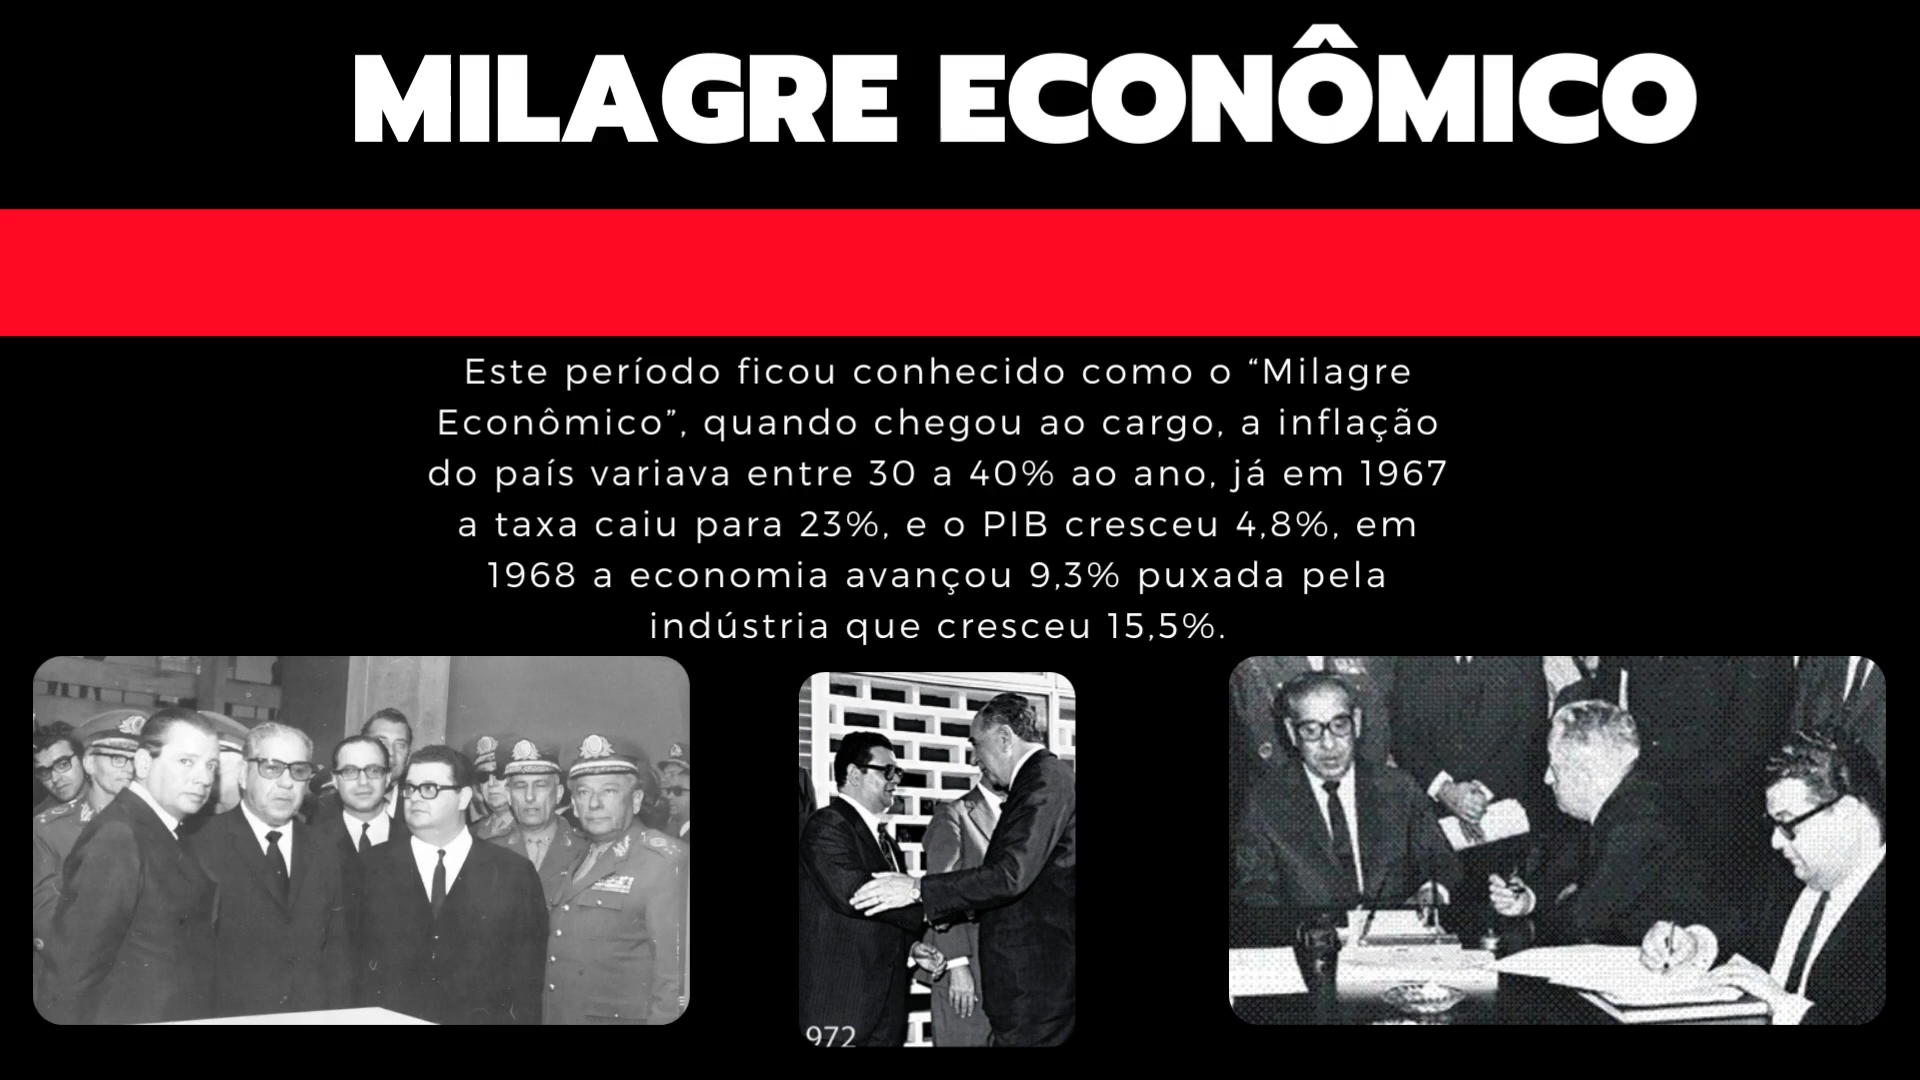 MILAGRE ECONÔMICO
Este período ficou conhecido como o “Milagre
Econômico”, quando chegou ao cargo, a inflação
do país variava entre 30 a 40% ao ano, já em 1967
a taxa caiu para 23%, e o PIB cresceu 4,8%, em
1968 a economia avançou 9,3% puxada pela
indústria que cresceu 15,5%.
972